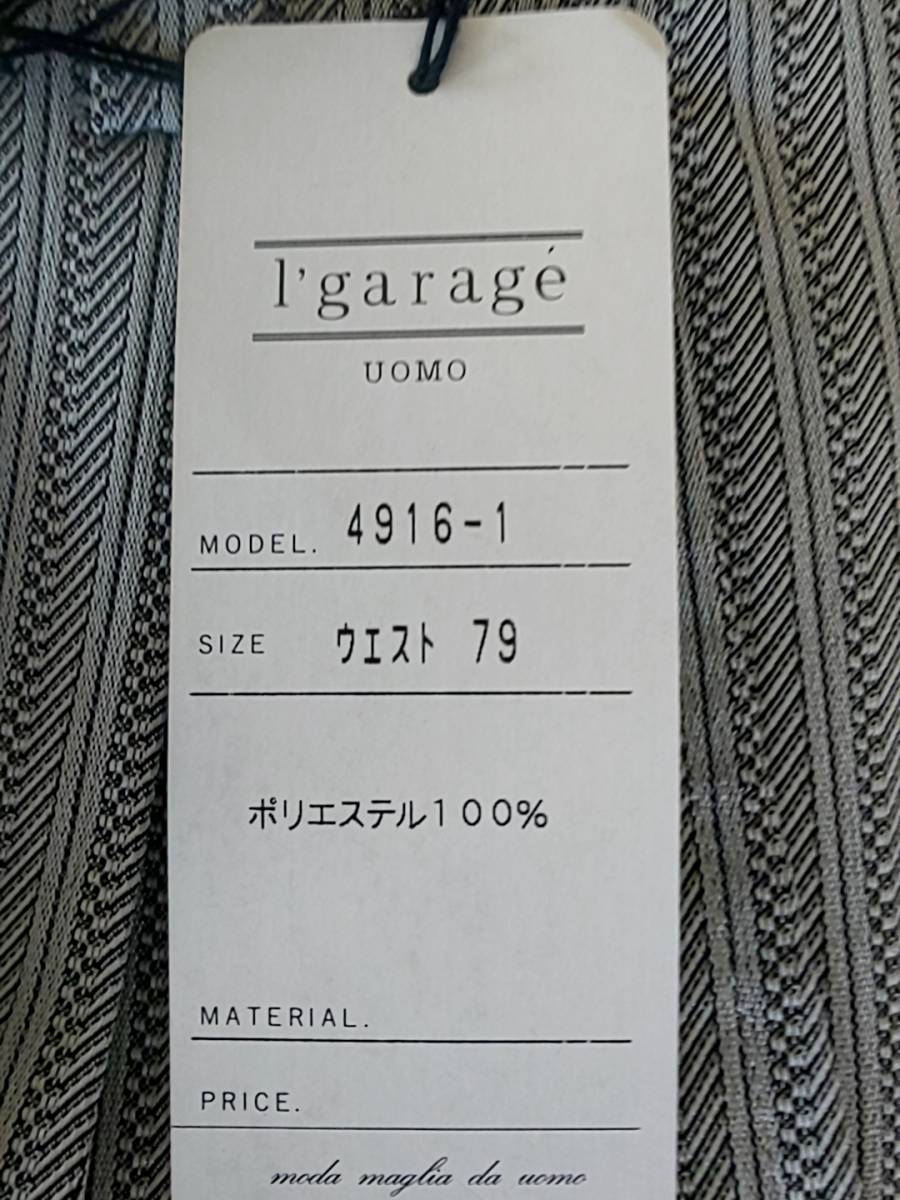 l'garagé
UOMO
MODEL. 4916-1
SIZE ウエスト 79
ポリエステル100%
MATERIAL.
PRICE.
moda maglia da uomo